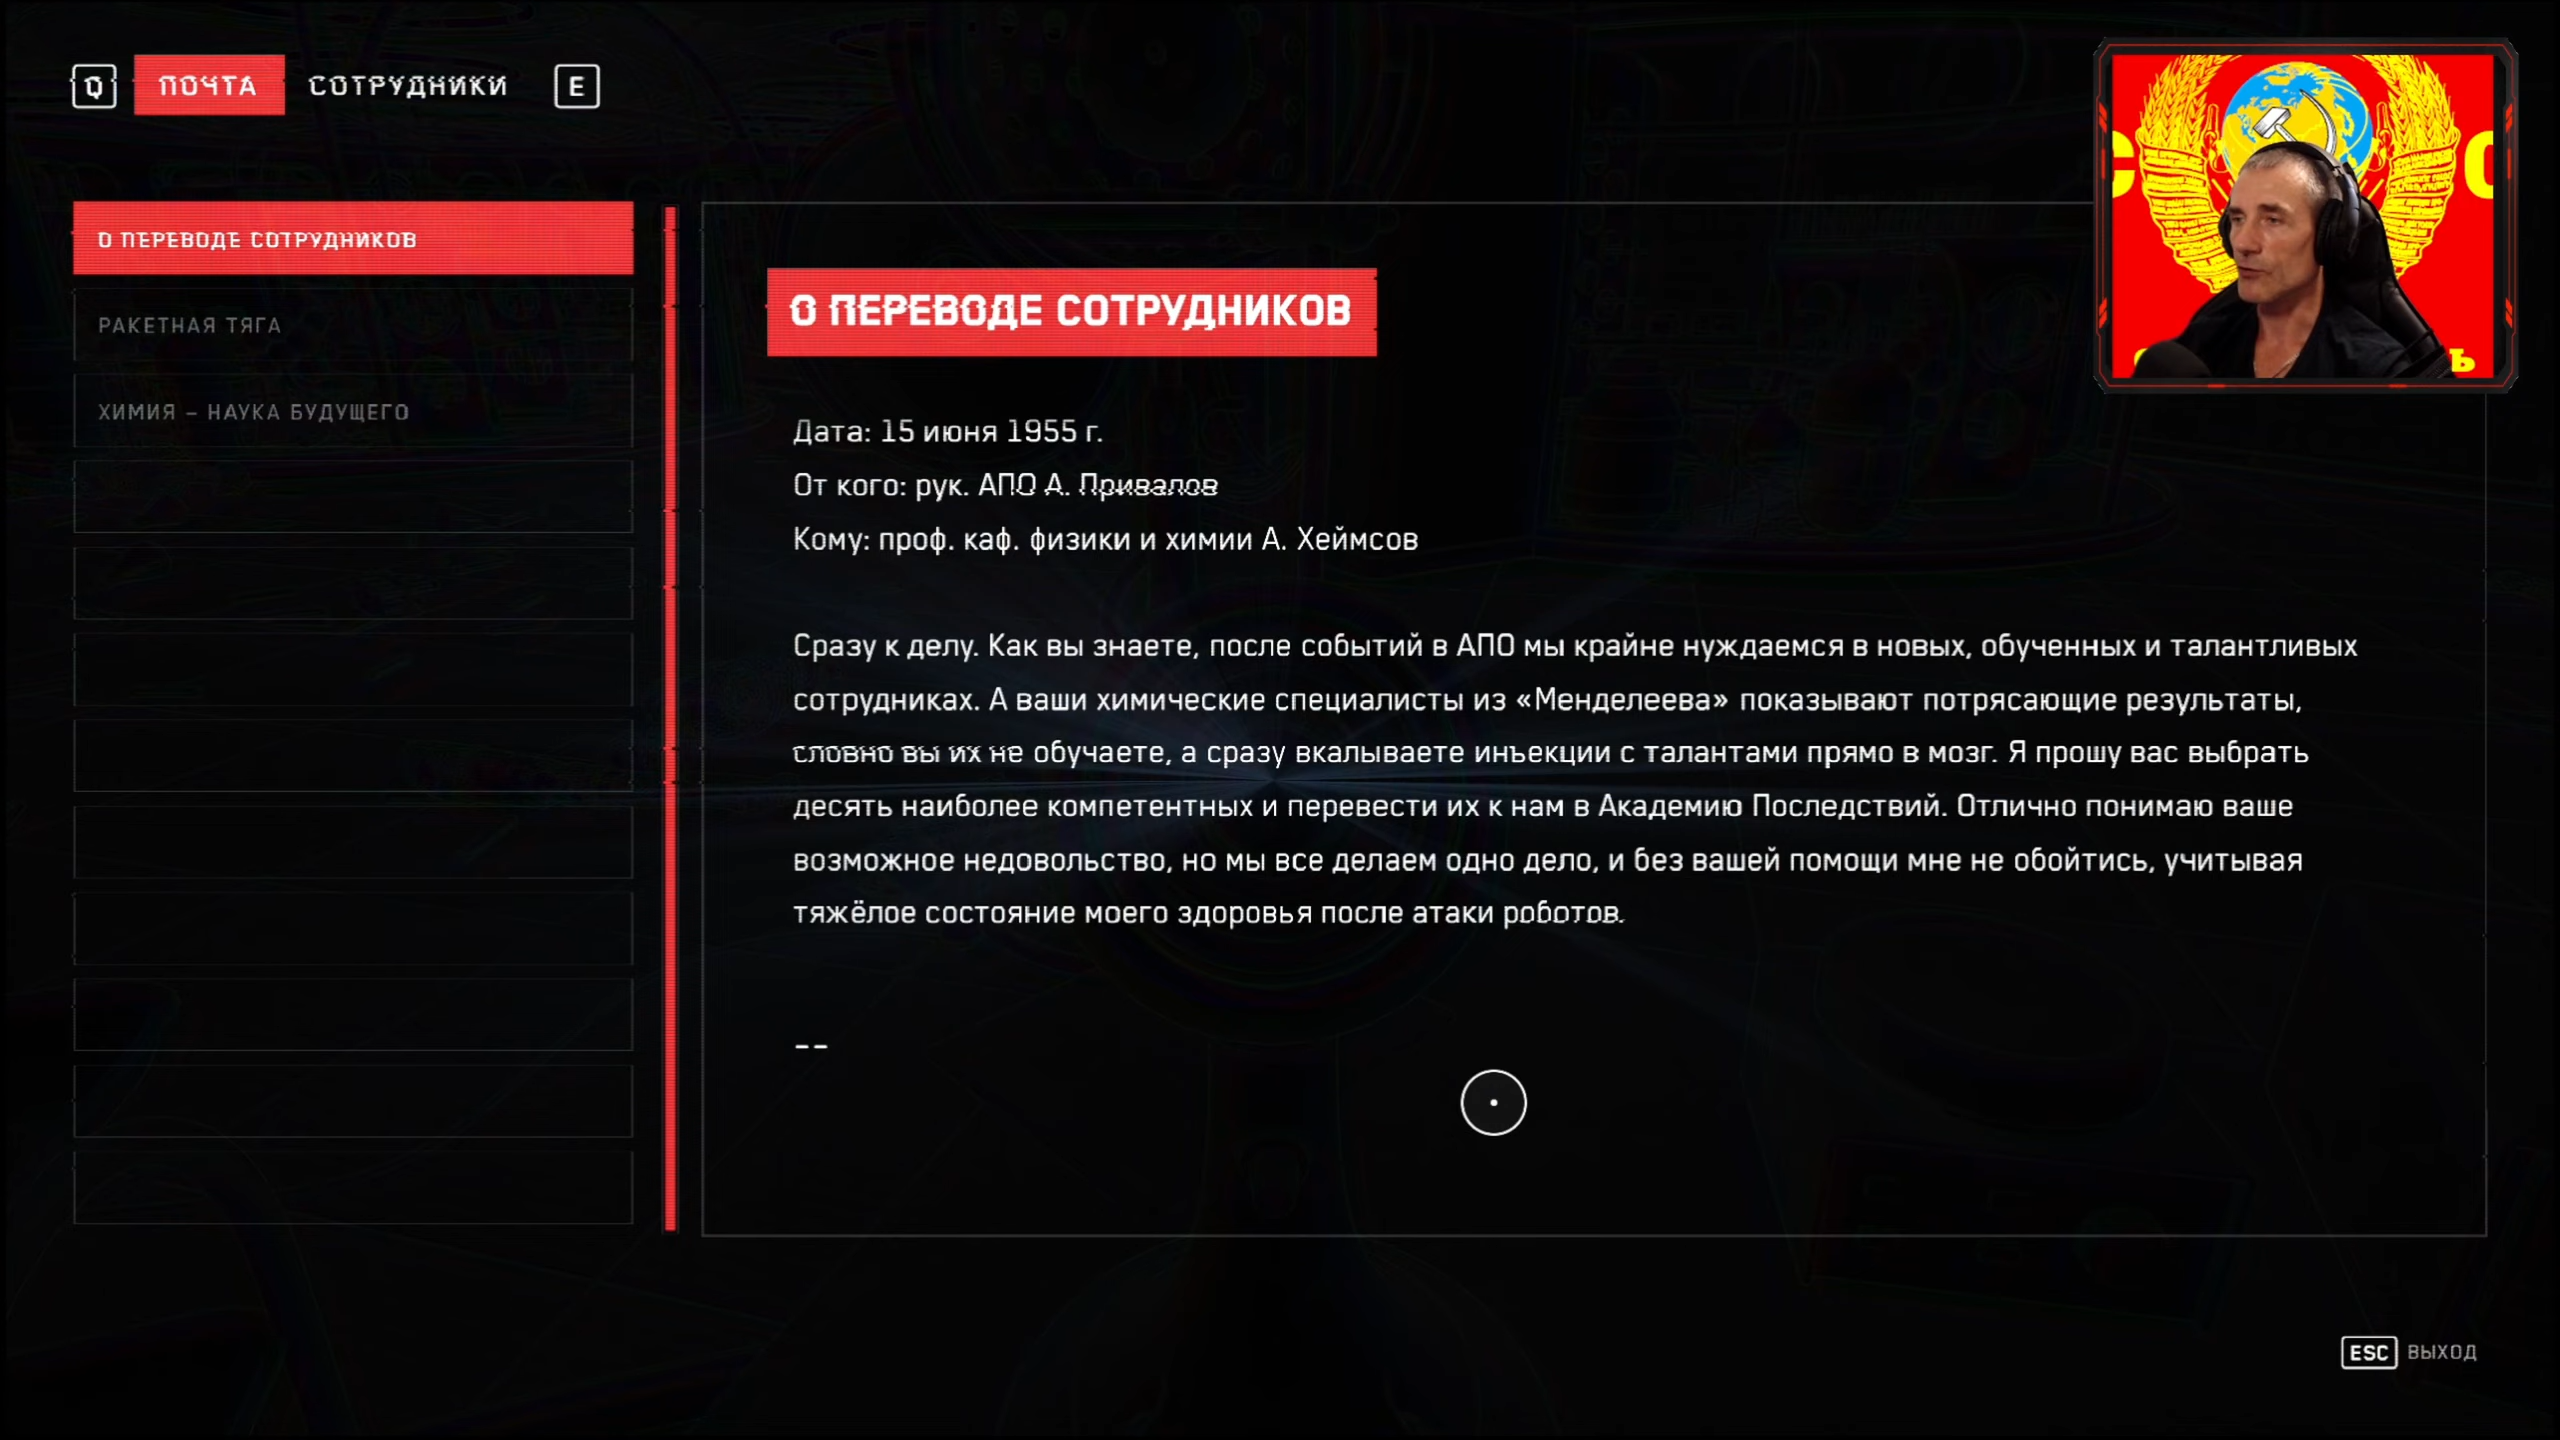 Q ПОЧТА СОТРУДНИКИ E
О ПЕРЕВОДЕ СОТРУДНИКОВ
РАКЕТНАЯ ТЯГА
ХИМИЯ – НАУКА БУДУЩЕГО
О ПЕРЕВОДЕ СОТРУДНИКОВ
Дата: 15 июня 1955 г.
От кого: рук. АПО А. Привалов
Кому: проф. каф. физики и химии А. Хеймсов
Сразу к делу. Как вы знаете, после событий в АПО мы крайне нуждаемся в новых, обученных и талантливых
сотрудниках. А ваши химические специалисты из «Менделеева» показывают потрясающие результаты,
словно вы их не обучаете, а сразу вкалываете инъекции с талантами прямо в мозг. Я прошу вас выбрать
десять наиболее компетентных и перевести их к нам в Академию Последствий. Отлично понимаю ваше
возможное недовольство, но мы все делаем одно дело, и без вашей помощи мне не обойтись, учитывая
тяжёлое состояние моего здоровья после атаки роботов.
--
ESC ВЫХОД